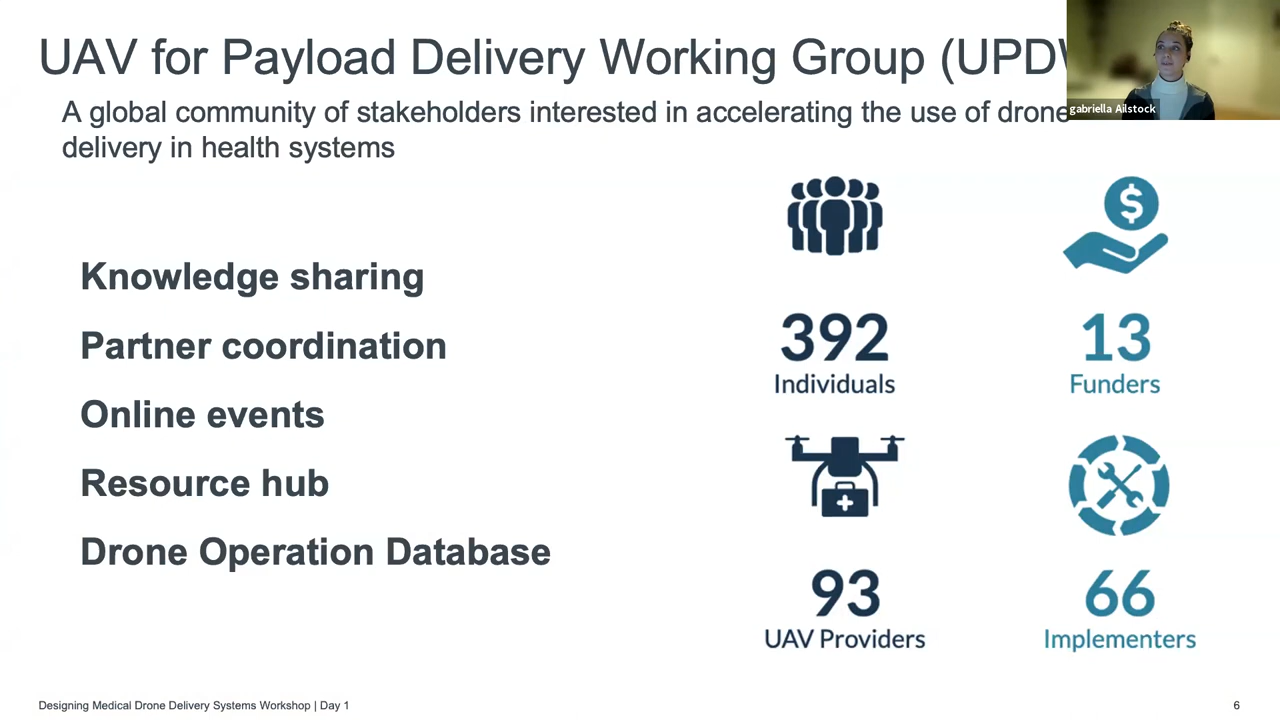 UAV for Payload Delivery Working Group
gabriella Ailstock
A global community of stakeholders interested in accelerating the use of drone
delivery in health systems
Knowledge sharing
Partner coordination
Online events
Resource hub
Drone Operation Database
$
392
Individuals
13
Funders
93
UAV Providers
66
Implementers
Designing Medical Drone Delivery Systems Workshop | Day 1
6